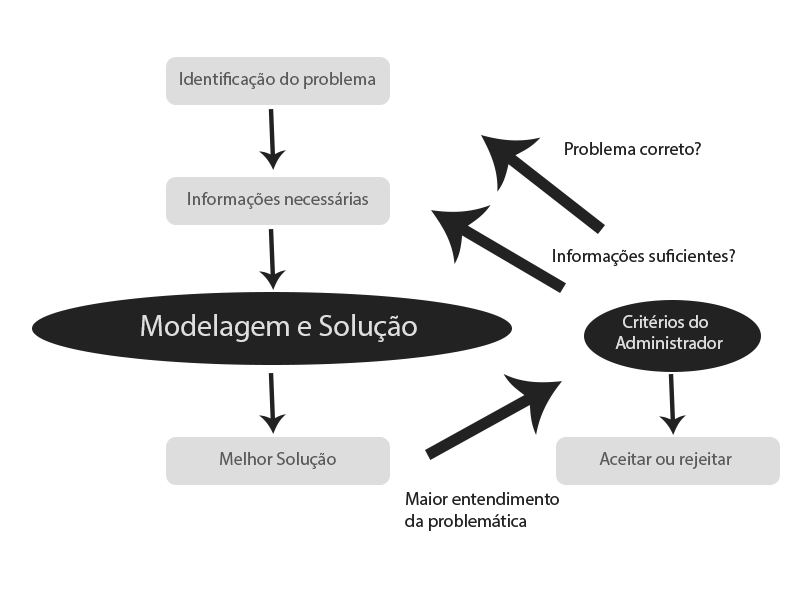 Identificação do problema
Problema correto?
Informações necessárias
Informações suficientes?
Modelagem e Solução
Critérios do
Administrador
Melhor Solução
Aceitar ou rejeitar
Maior entendimento
da problemática